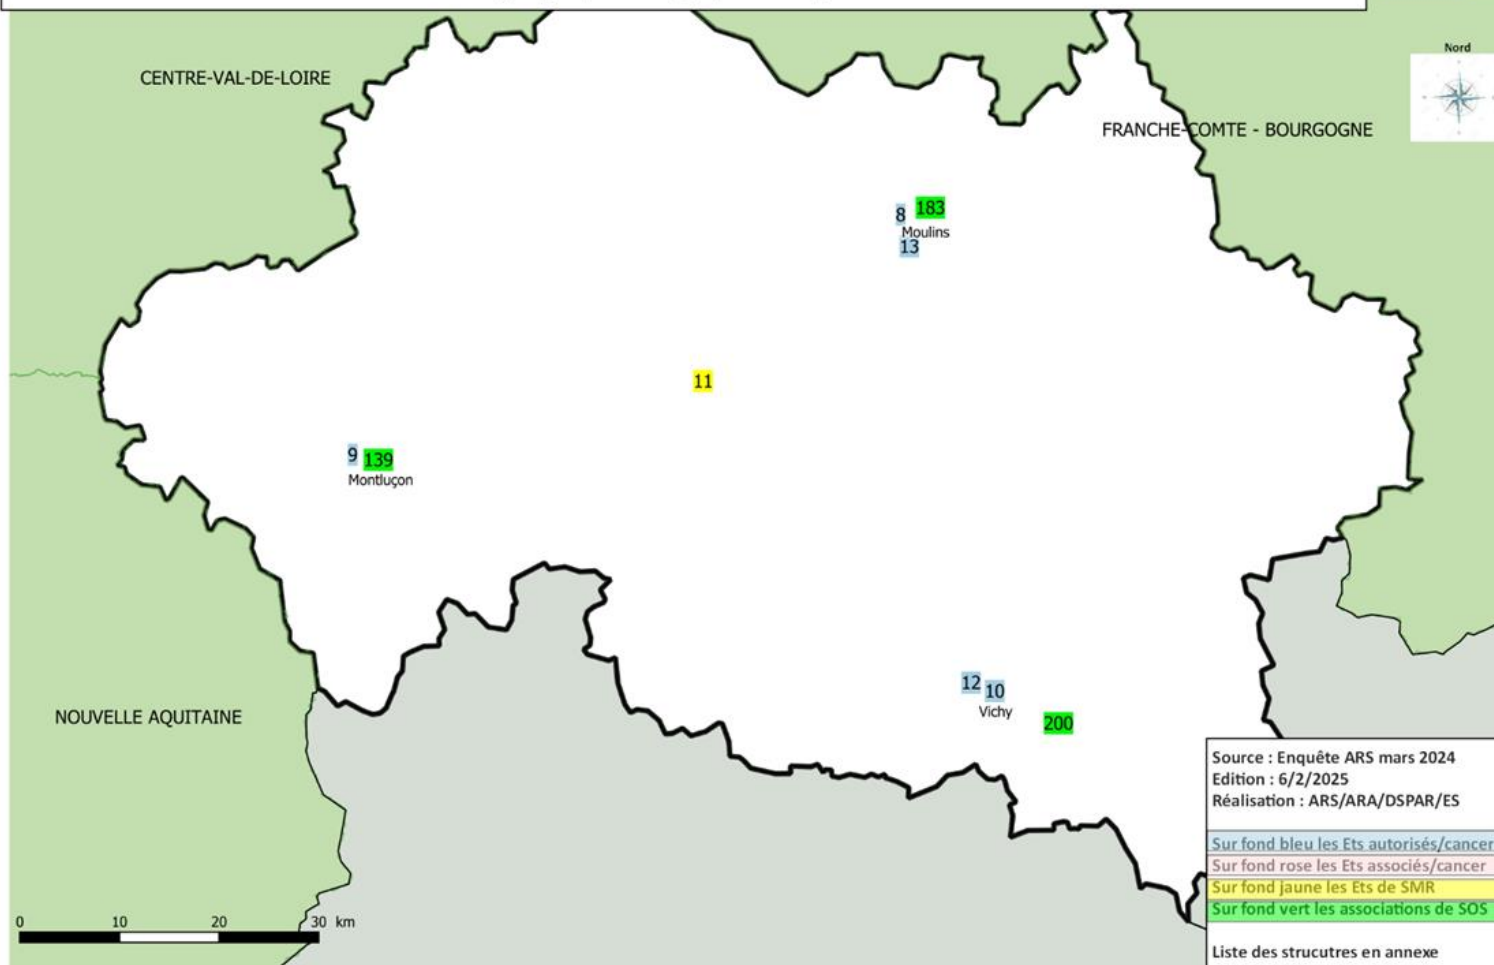 Nord
CENTRE-VAL-DE-LOIRE
FRANCHE-COMTE - BOURGOGNE
8
183
Moulins
13
11
9
139
Montluçon
12
10
Vichy
200
NOUVELLE AQUITAINE
Source : Enquête ARS mars 2024
Edition : 6/2/2025
Réalisation : ARS/ARA/DSPAR/ES
Sur fond bleu les Ets autorisés/cancer
Sur fond rose les Ets associés/cancer
Sur fond jaune les Ets de SMR
Sur fond vert les associations de SOS
Liste des strucutres en annexe
0 10 20 30 km